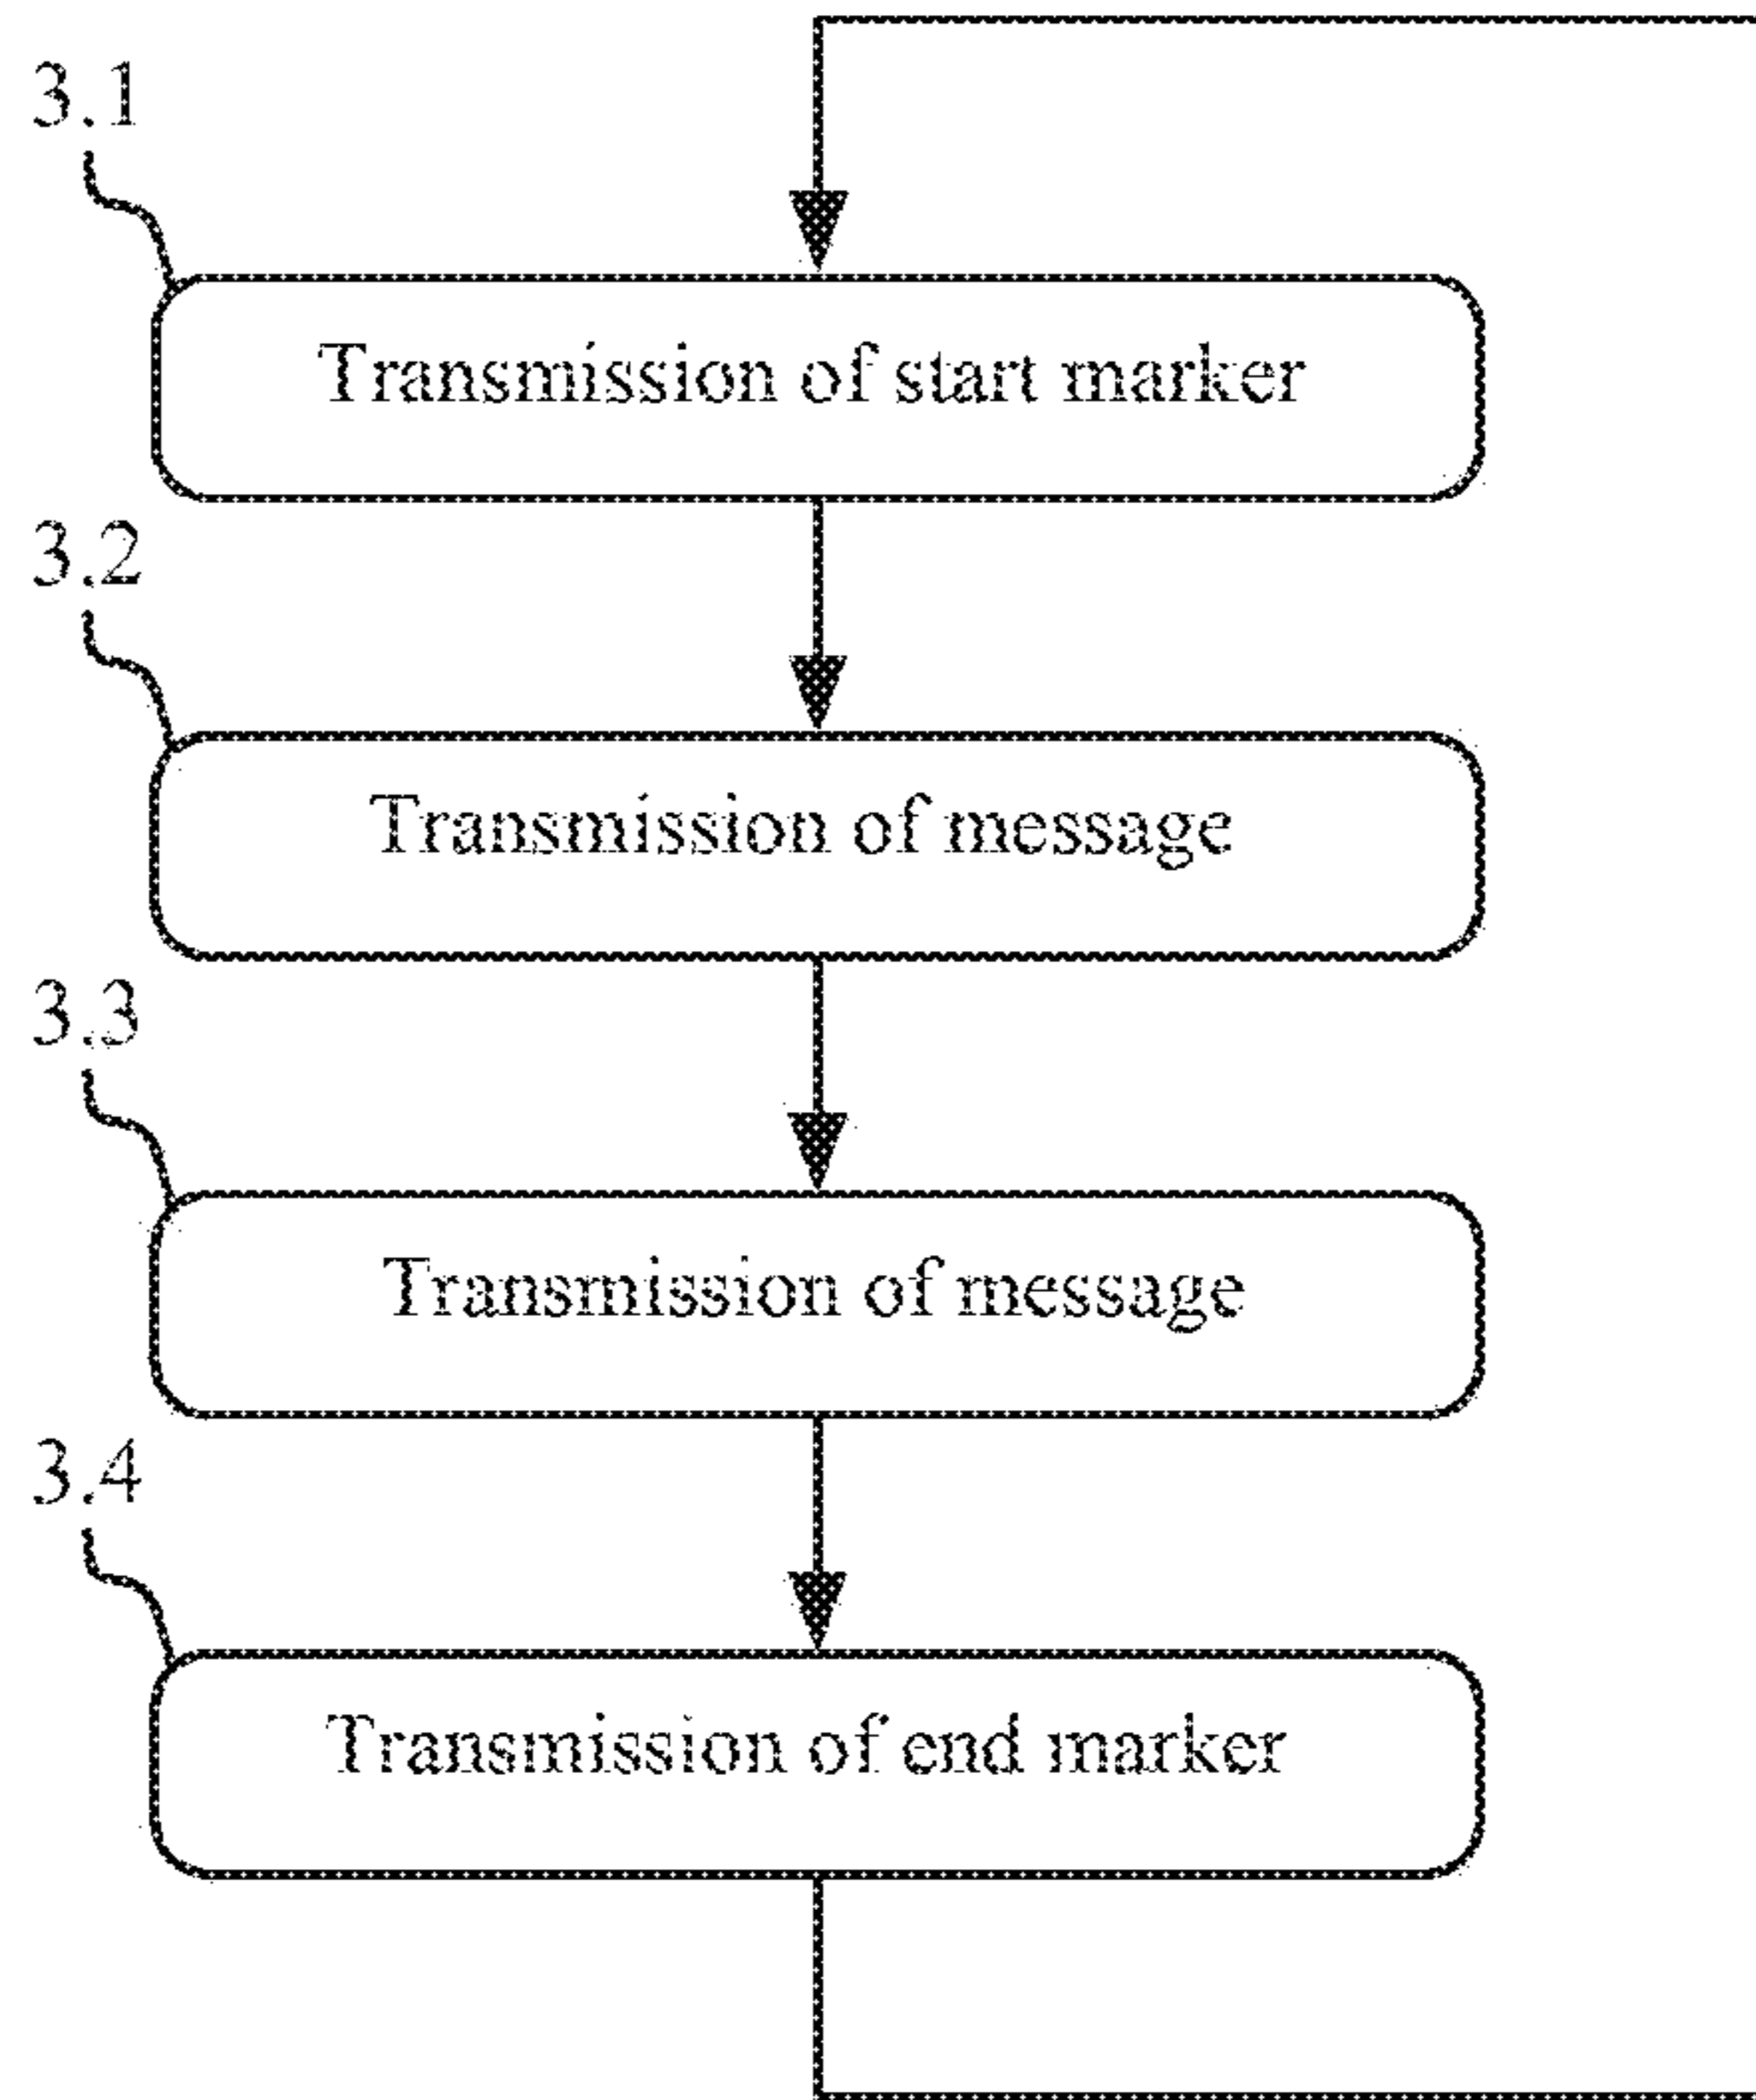 3.1
Transmission of start marker
3.2
Transmission of message
3.3
Transmission of message
3.4
Transmission of end marker